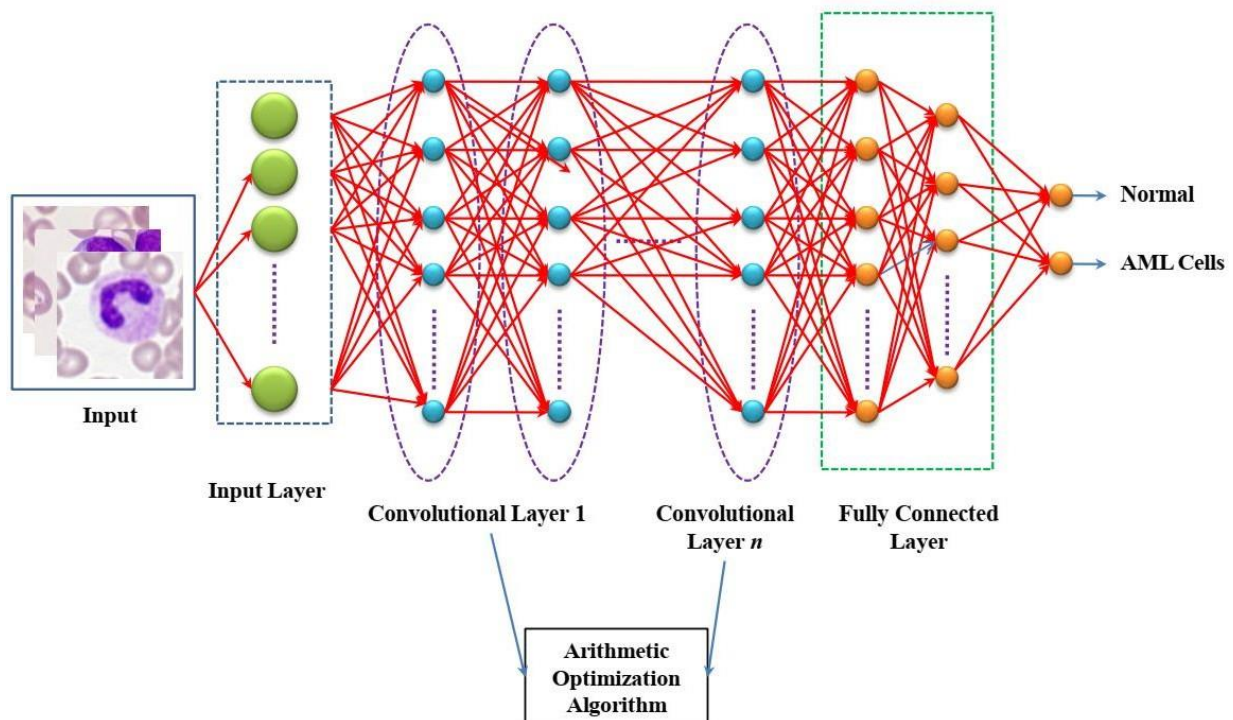 Normal
AML Cells
Input
Input Layer
Convolutional Layer 1
Convolutional
Layer n
Fully Connected
Layer
Arithmetic
Optimization
Algorithm